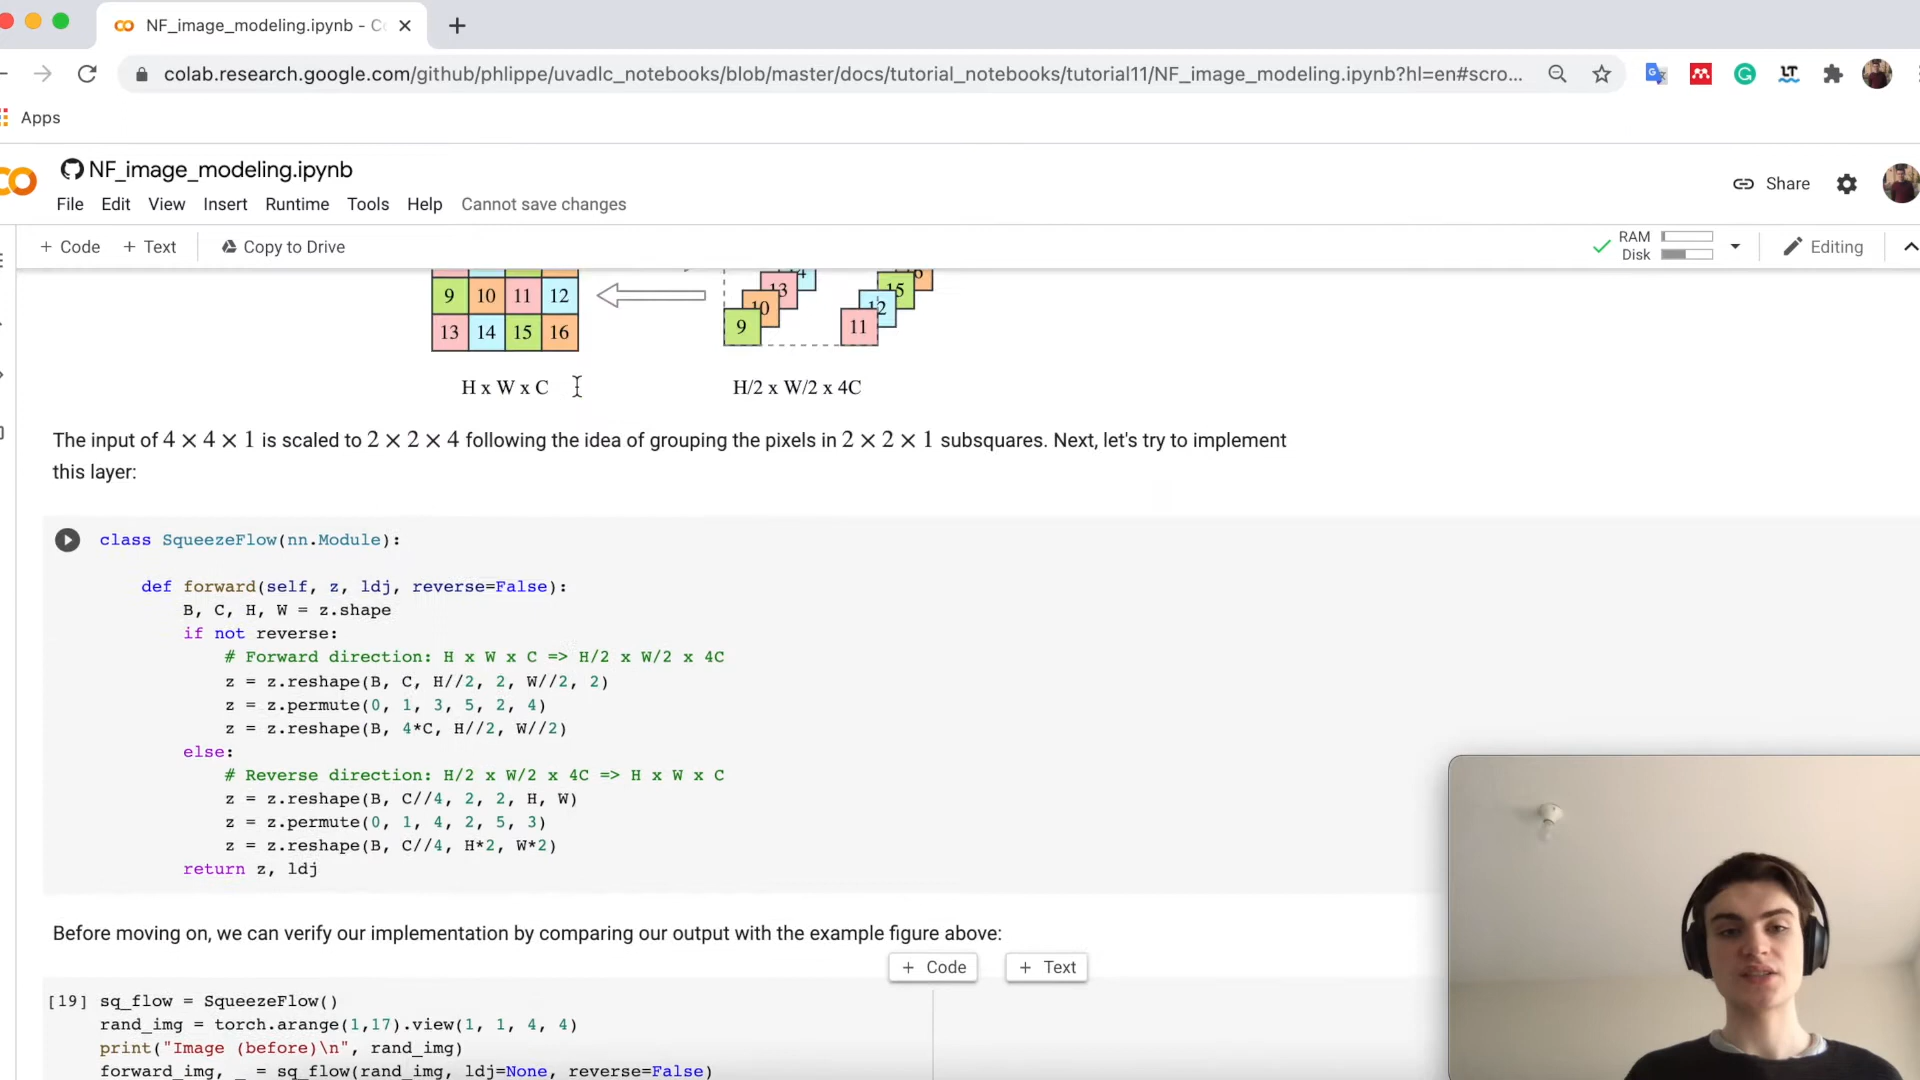 NF_image_modeling.ipynb - C
colab.research.google.com/github/phlippe/uvadlc_notebooks/blob/master/docs/tutorial_notebooks/tutorial11/NF_image_modeling.ipynb?hl=en#scro...
Apps
NF_image_modeling.ipynb
Share
File Edit View Insert Runtime Tools Help Cannot save changes
+ Code + Text Copy to Drive
RAM
Disk
Editing
9 10 11 12
13 14 15 16
13
10
9
15
12
11
H x W x C
H/2 x W/2 x 4C
The input of 4 × 4 × 1 is scaled to 2 × 2 × 4 following the idea of grouping the pixels in 2 × 2 × 1 subsquares. Next, let's try to implement
this layer:
class SqueezeFlow(nn.Module):
def forward(self, z, ldj, reverse=False):
B, C, H, W = z.shape
if not reverse:
# Forward direction: H x W x C => H/2 x W/2 x 4C
z = z.reshape(B, C, H//2, 2, W//2, 2)
z = z.permute(0, 1, 3, 5, 2, 4)
z = z.reshape(B, 4*C, H//2, W//2)
else:
# Reverse direction: H/2 x W/2 x 4C => H x W x C
z = z.reshape(B, C//4, 2, 2, H, W)
z = z.permute(0, 1, 4, 2, 5, 3)
z = z.reshape(B, C//4, H*2, W*2)
return z, ldj
Before moving on, we can verify our implementation by comparing our output with the example figure above:
+ Code + Text
[19] sq_flow = SqueezeFlow()
rand_img = torch.arange(1,17).view(1, 1, 4, 4)
print("Image (before)\n", rand_img)
forward_img, _ = sq_flow(rand_img, ldj=None, reverse=False)